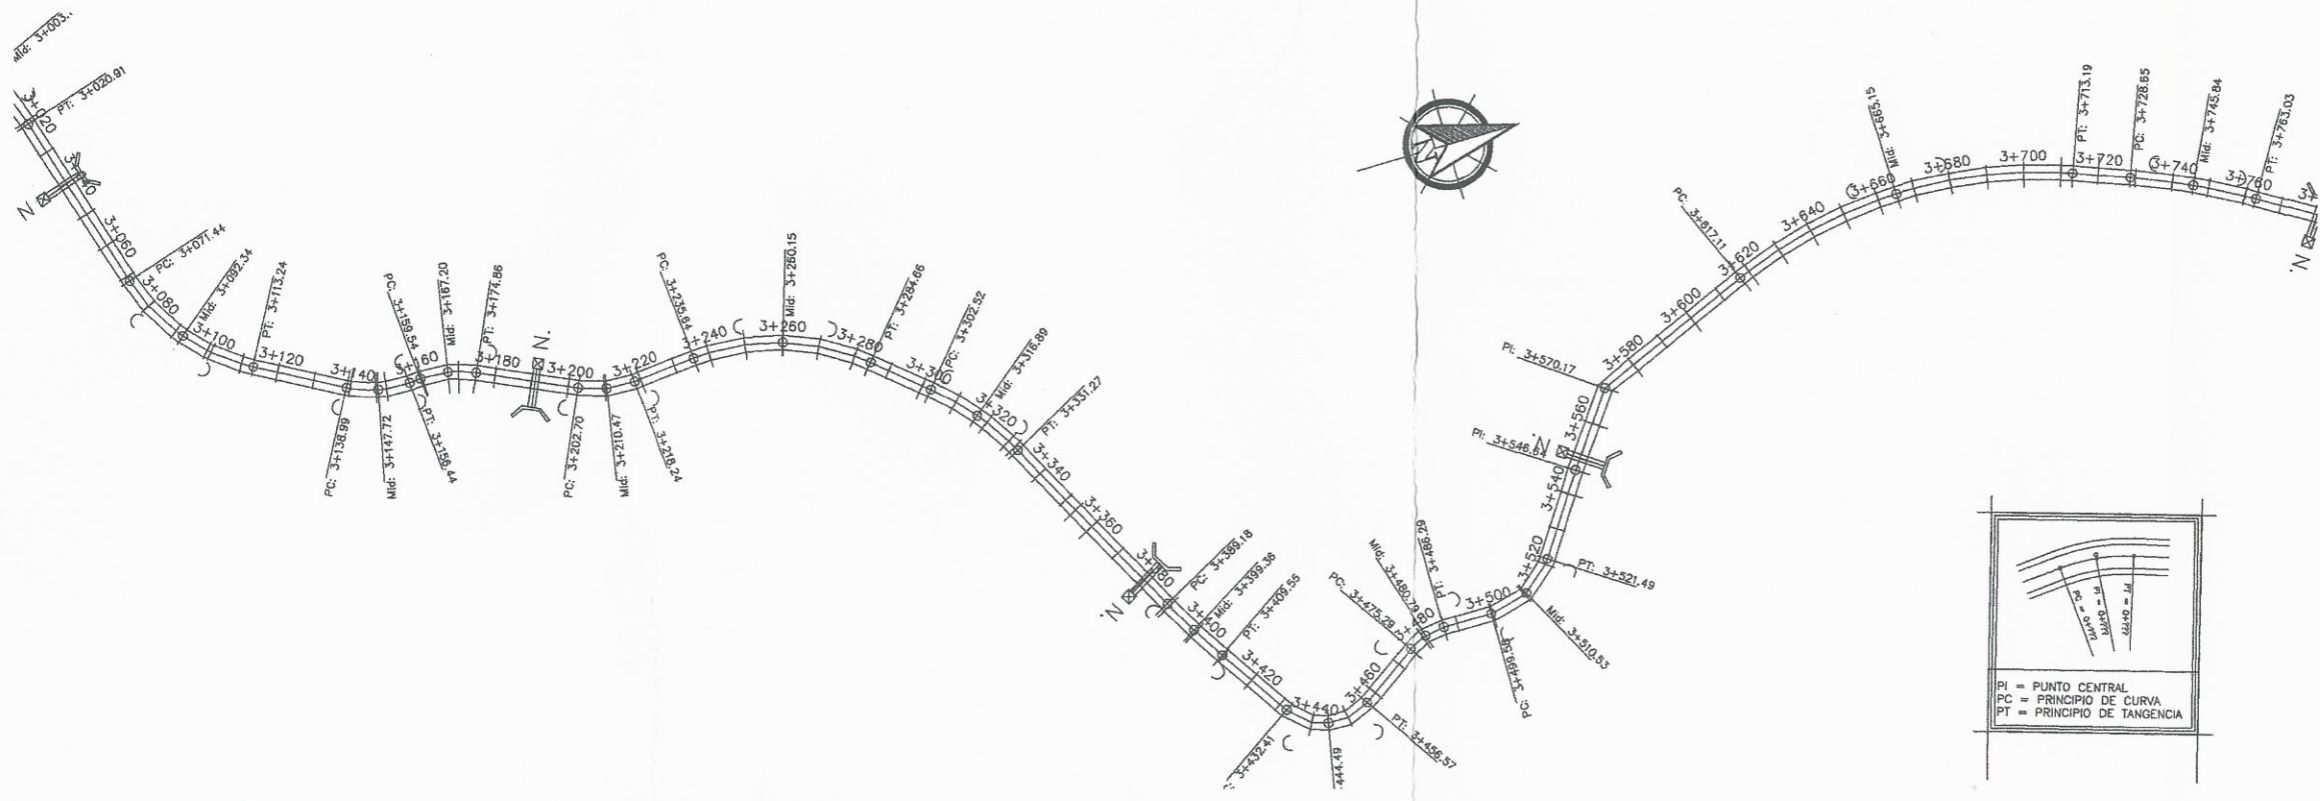 Mid: 3+003.
3+020
PT: 3+020.91
3+040
N
3+060
PC: 3+071.44
3+080
Mid: 3+092.34
3+100
PT: 3+113.24
3+120
PC: 3+138.99
3+140
Mid: 3+147.72
PT: 3+156.44
PC: 3+159.54
3+160
Mid: 3+167.20
PT: 3+174.86
3+180
N.
3+200
PC: 3+202.70
Mid: 3+210.47
PT: 3+218.24
3+220
PC: 3+235.64
3+240
Mid: 3+260.15
3+260
3+280
PT: 3+284.66
3+300
PC: 3+302.52
Mid: 3+316.89
3+320
PT: 3+331.27
3+340
3+360
3+380
N.
PC: 3+389.18
Mid: 3+399.36
3+400
PT: 3+409.55
3+420
3+432.41
3+440
444.49
PT: 3+456.57
3+460
PC: 3+475.29
Mid: 3+480.79
3+480
PT: 3+486.29
PC: 3+499.56
3+500
Mid: 3+510.53
3+520
PT: 3+521.49
3+540
PI: 3+546.64
N.
3+560
PI: 3+570.17
3+580
3+600
PC: 3+617.11
3+620
3+640
3+660
Mid: 3+665.15
3+680
3+700
PT: 3+713.19
3+720
PC: 3+728.65
3+740
Mid: 3+745.84
3+760
PT: 3+763.03
3+
N.
N
PC = 0+???
PI = 0+???
PT = 0+???
PI = PUNTO CENTRAL
PC = PRINCIPIO DE CURVA
PT = PRINCIPIO DE TANGENCIA